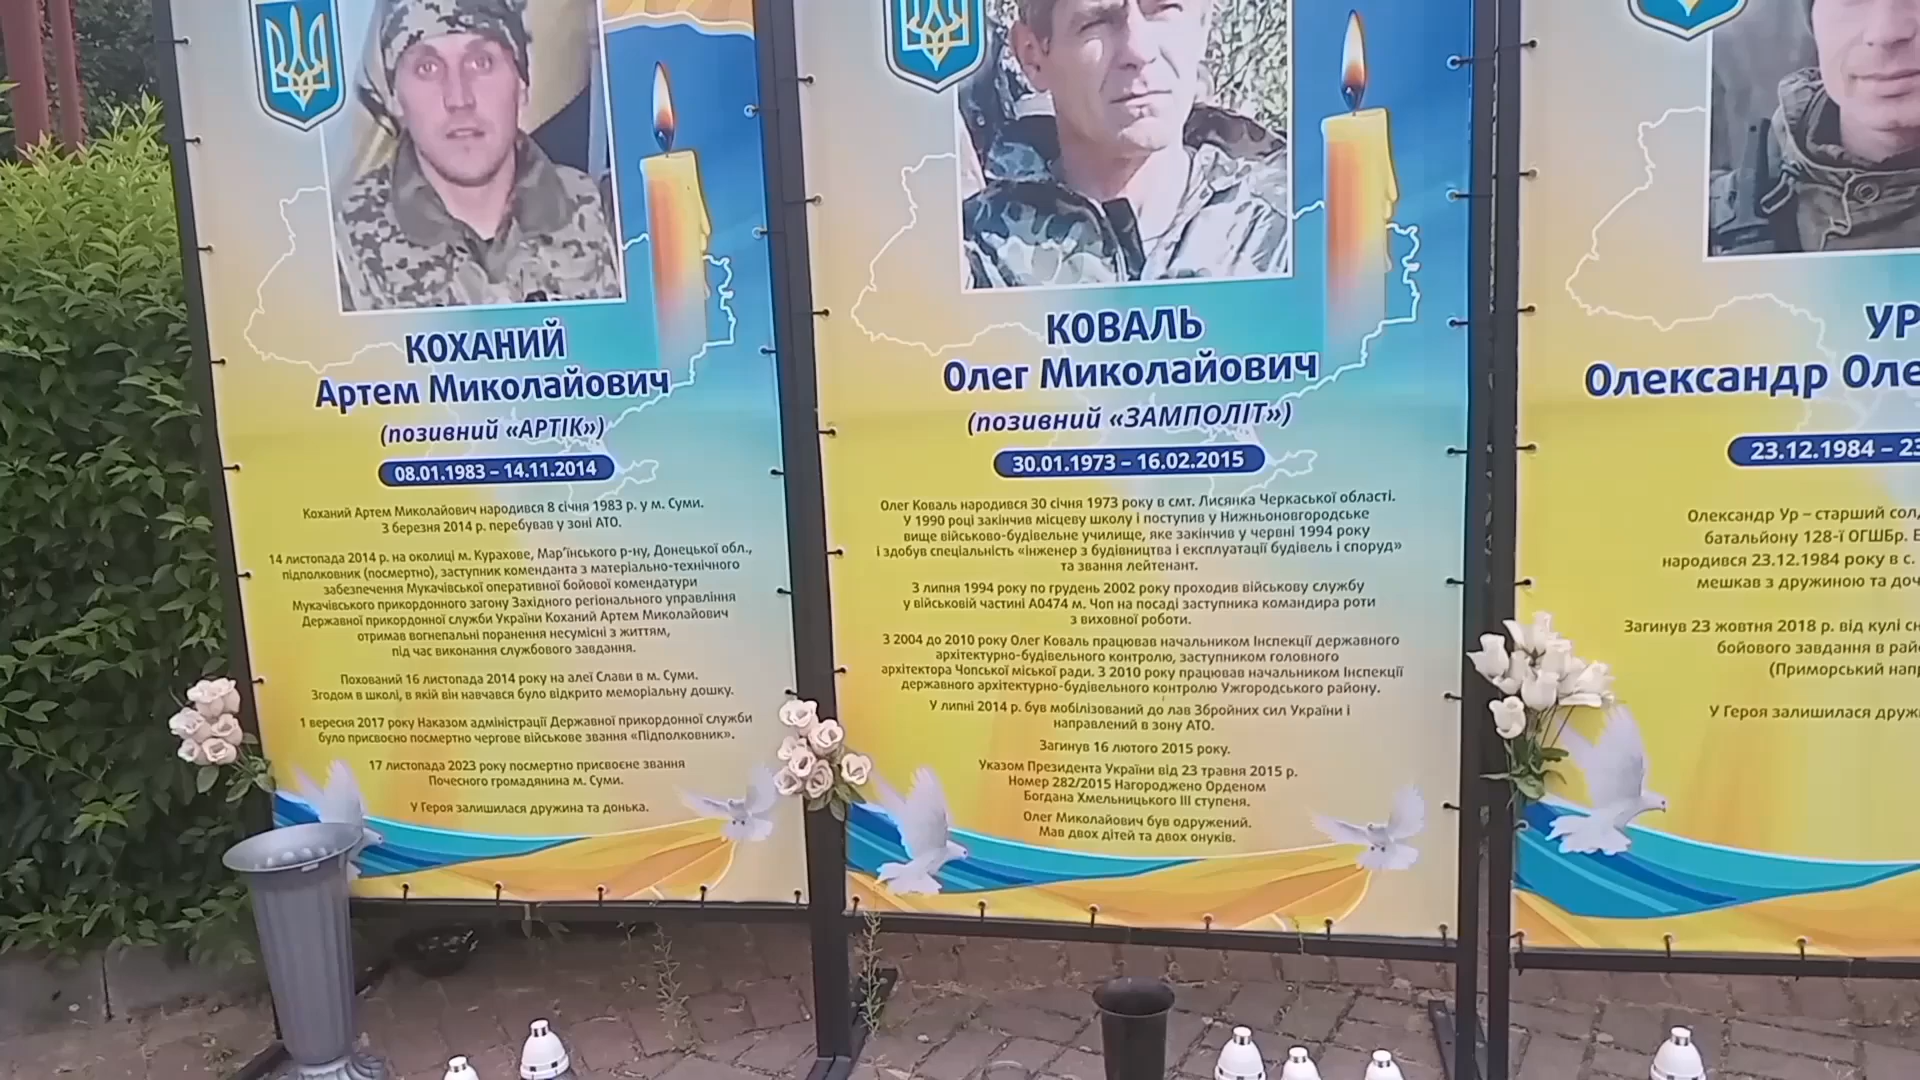 КОХАНИЙ
Артем Миколайович
(позивний «АРТІК»)
08.01.1983 – 14.11.2014
Коханий Артем Миколайович народився 8 січня 1983 р. у м. Суми.
З березня 2014 р. перебував у зоні АТО.
14 листопада 2014 р. на околиці м. Курахове, Мар’їнського р-ну, Донецької обл.,
підполковник (посмертно), заступник коменданта з матеріально-технічного
забезпечення Мукачівської оперативної бойової комендатури
Мукачівського прикордонного загону Західного регіонального управління
Державної прикордонної служби України Коханий Артем Миколайович
отримав вогнепальні поранення несумісні з життям,
під час виконання службового завдання.
Похований 16 листопада 2014 року на алеї Слави в м. Суми.
Згодом в школі, в якій він навчався було відкрито меморіальну дошку.
1 вересня 2017 року Наказом адміністрації Державної прикордонної служби
було присвоєно посмертно чергове військове звання «Підполковник».
17 листопада 2023 року посмертно присвоєне звання
Почесного громадянина м. Суми.
У Героя залишилася дружина та донька.
КОВАЛЬ
Олег Миколайович
(позивний «ЗАМПОЛІТ»)
30.01.1973 – 16.02.2015
Олег Коваль народився 30 січня 1973 року в смт. Лисянка Черкаської області.
У 1990 році закінчив місцеву школу і поступив у Нижньоновгородське
вище військово-будівельне училище, яке закінчив у червні 1994 року
і здобув спеціальність «інженер з будівництва і експлуатації будівель і споруд»
та звання лейтенант.
З липня 1994 року по грудень 2002 року проходив військову службу
у військовій частині А0474 м. Чоп на посаді заступника командира роти
з виховної роботи.
З 2004 до 2010 року Олег Коваль працював начальником Інспекції державного
архітектурно-будівельного контролю, заступником головного
архітектора Чопської міської ради. З 2010 року працював начальником Інспекції
державного архітектурно-будівельного контролю Ужгородського району.
У липні 2014 р. був мобілізований до лав Збройних сил України і
направлений в зону АТО.
Загинув 16 лютого 2015 року.
Указом Президента України від 23 травня 2015 р.
Номер 282/2015 Нагороджено Орденом
Богдана Хмельницького III ступеня.
Олег Миколайович був одружений.
Мав двох дітей та двох онуків.
УР
Олександр Оле
23.12.1984 – 23
Олександр Ур – старший сол
батальйону 128-ї ОГШБр.
народився 23.12.1984 року в с.
мешкав з дружиною та доч
Загинув 23 жовтня 2018 р. від кулі сн
бойового завдання в рай
(Приморський нап
У Героя залишилася друж